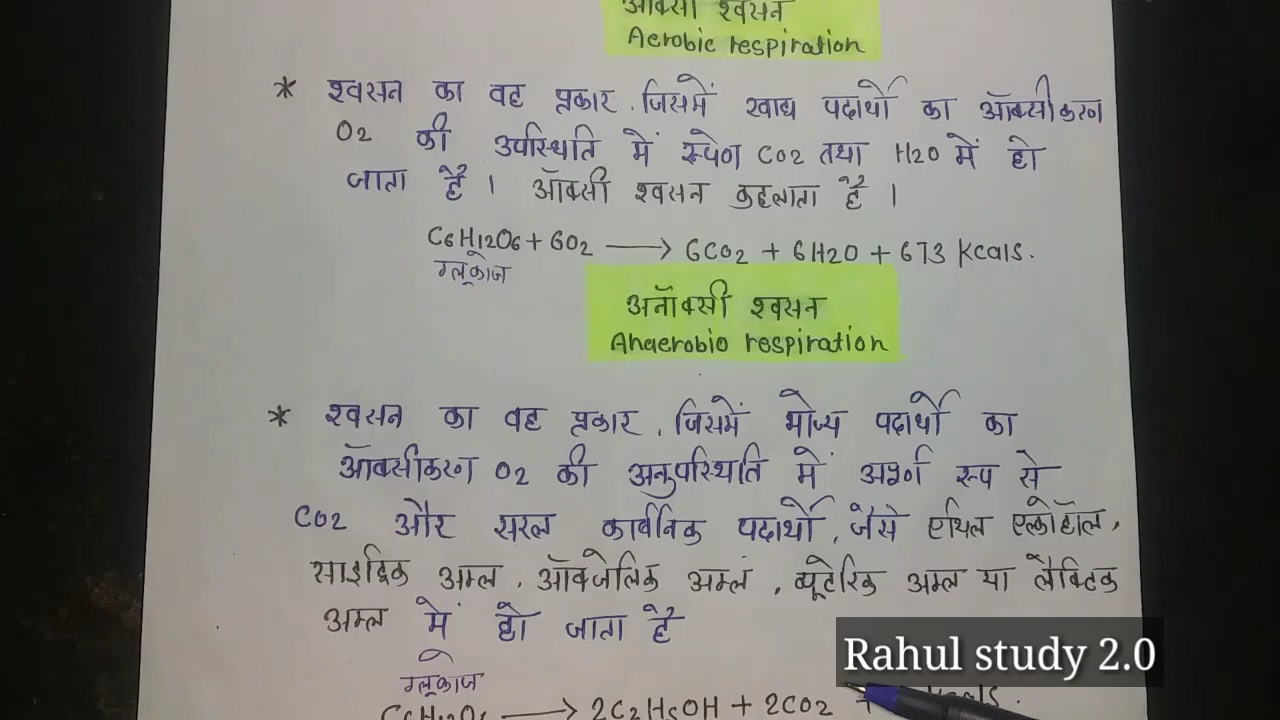 ऑक्सी श्वसन
Aerobic respiration
* श्वसन का वह प्रकार, जिसमें खाद्य पदार्थो का ऑक्सीकरण
O2 की उपस्थिति में रूपेण CO2 तथा H2O में हो
जाता है । ऑक्सी श्वसन कहलाता है ।
C6H12O6 + 6O2 ⟶ 6CO2 + 6H2O + 673 Kcals.
ग्लूकोज
अनॉक्सी श्वसन
Anaerobio respiration
* श्वसन का वह प्रकार, जिसमें भोज्य पदार्थो का
ऑक्सीकरण O2 की अनुपस्थिति में अपूर्ण रूप से
CO2 और सरल कार्वनिक पदार्थो, जैसे एथिल एल्कोहॉल,
साइट्रिक अम्ल, ऑक्जेलिक अम्लं, ब्यूटेरिक अम्ल या लैक्टिक
अम्ल में हो जाता है
ग्लूकोज
C6H12O6 ⟶ 2C2H5OH + 2CO2 +
Rahul study 2.0